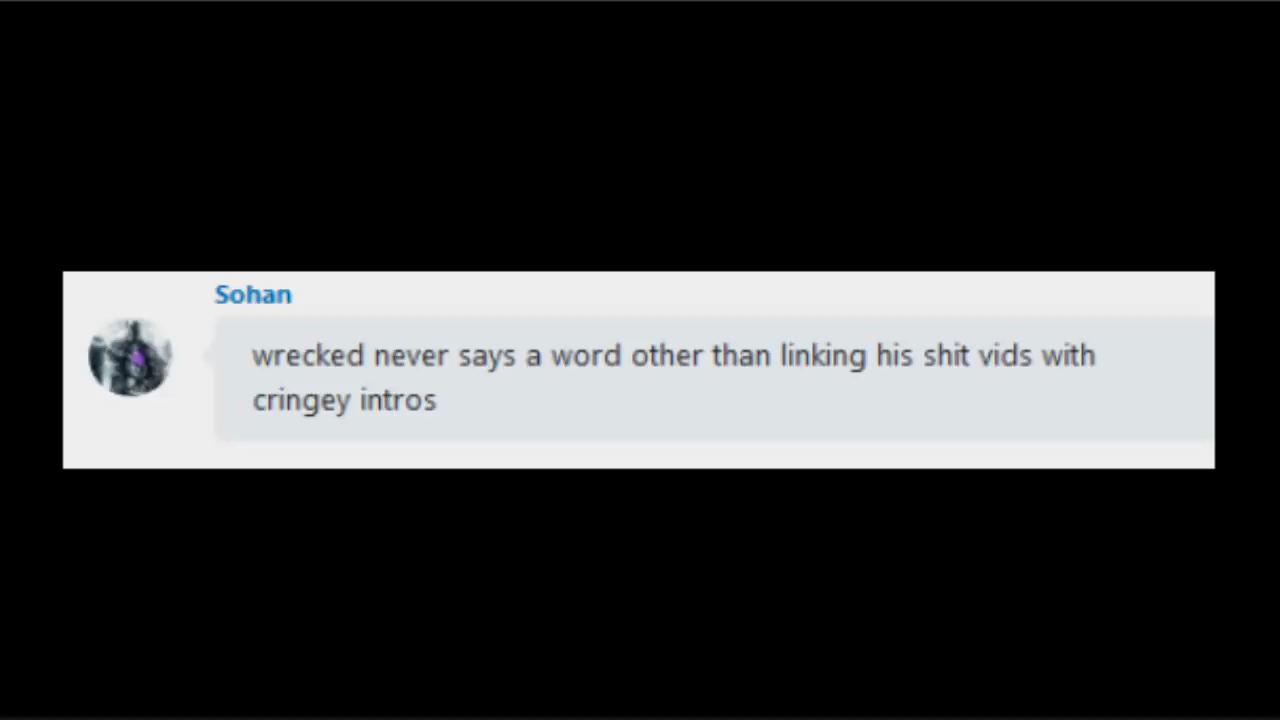 Sohan
wrecked never says a word other than linking his shit vids with
cringey intros